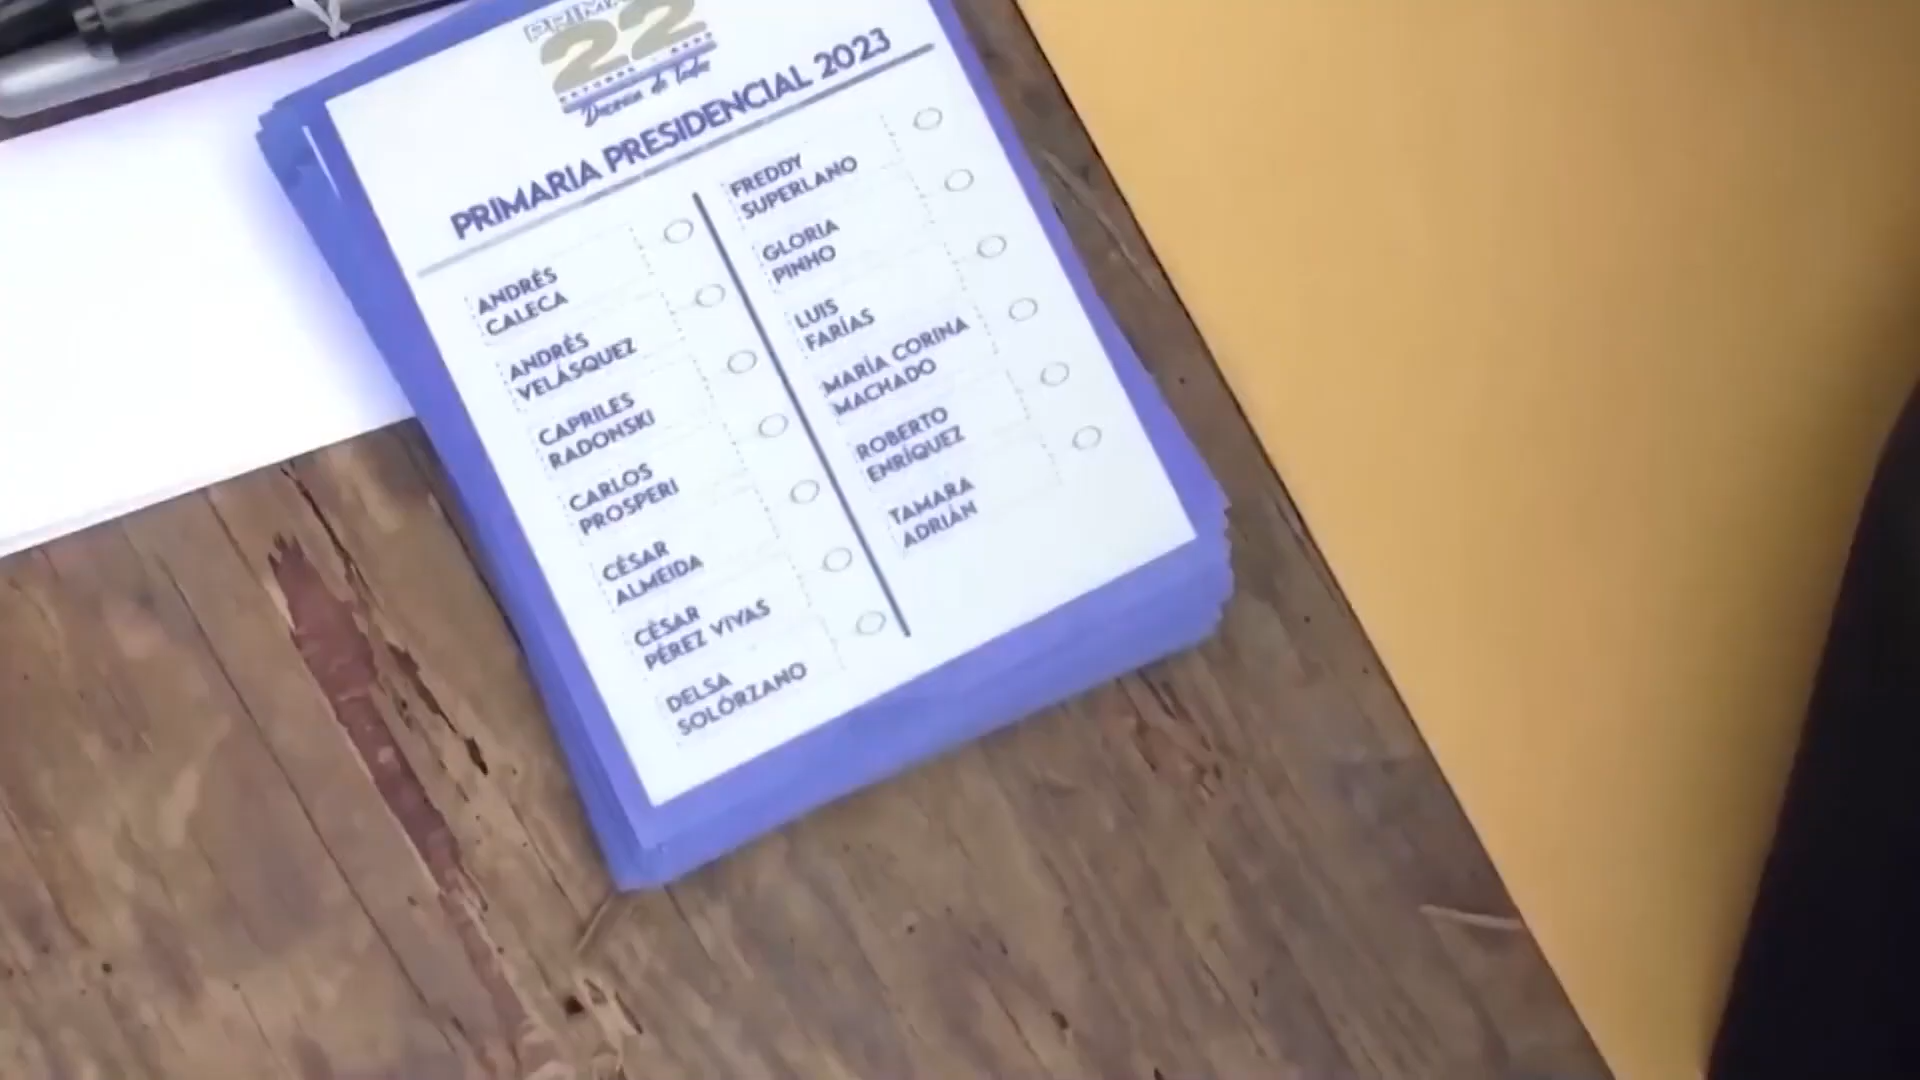 22
PRIMARIA PRESIDENCIAL 2023
ANDRÉS
CALECA
ANDRÉS
VELÁSQUEZ
CAPRILES
RADONSKI
CARLOS
PROSPERI
CÉSAR
ALMEIDA
CÉSAR
PÉREZ VIVAS
DELSA
SOLÓRZANO
FREDDY
SUPERLANO
GLORIA
PINHO
LUIS
FARÍAS
MARÍA CORINA
MACHADO
ROBERTO
ENRÍQUEZ
TAMARA
ADRIÁN